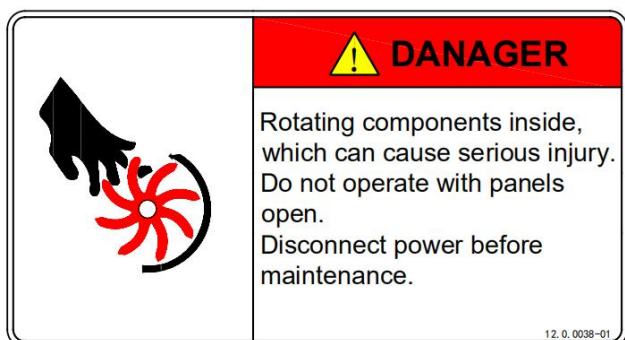 DANAGER
Rotating components inside,
which can cause serious injury.
Do not operate with panels
open.
Disconnect power before
maintenance.
12.0.0038-01